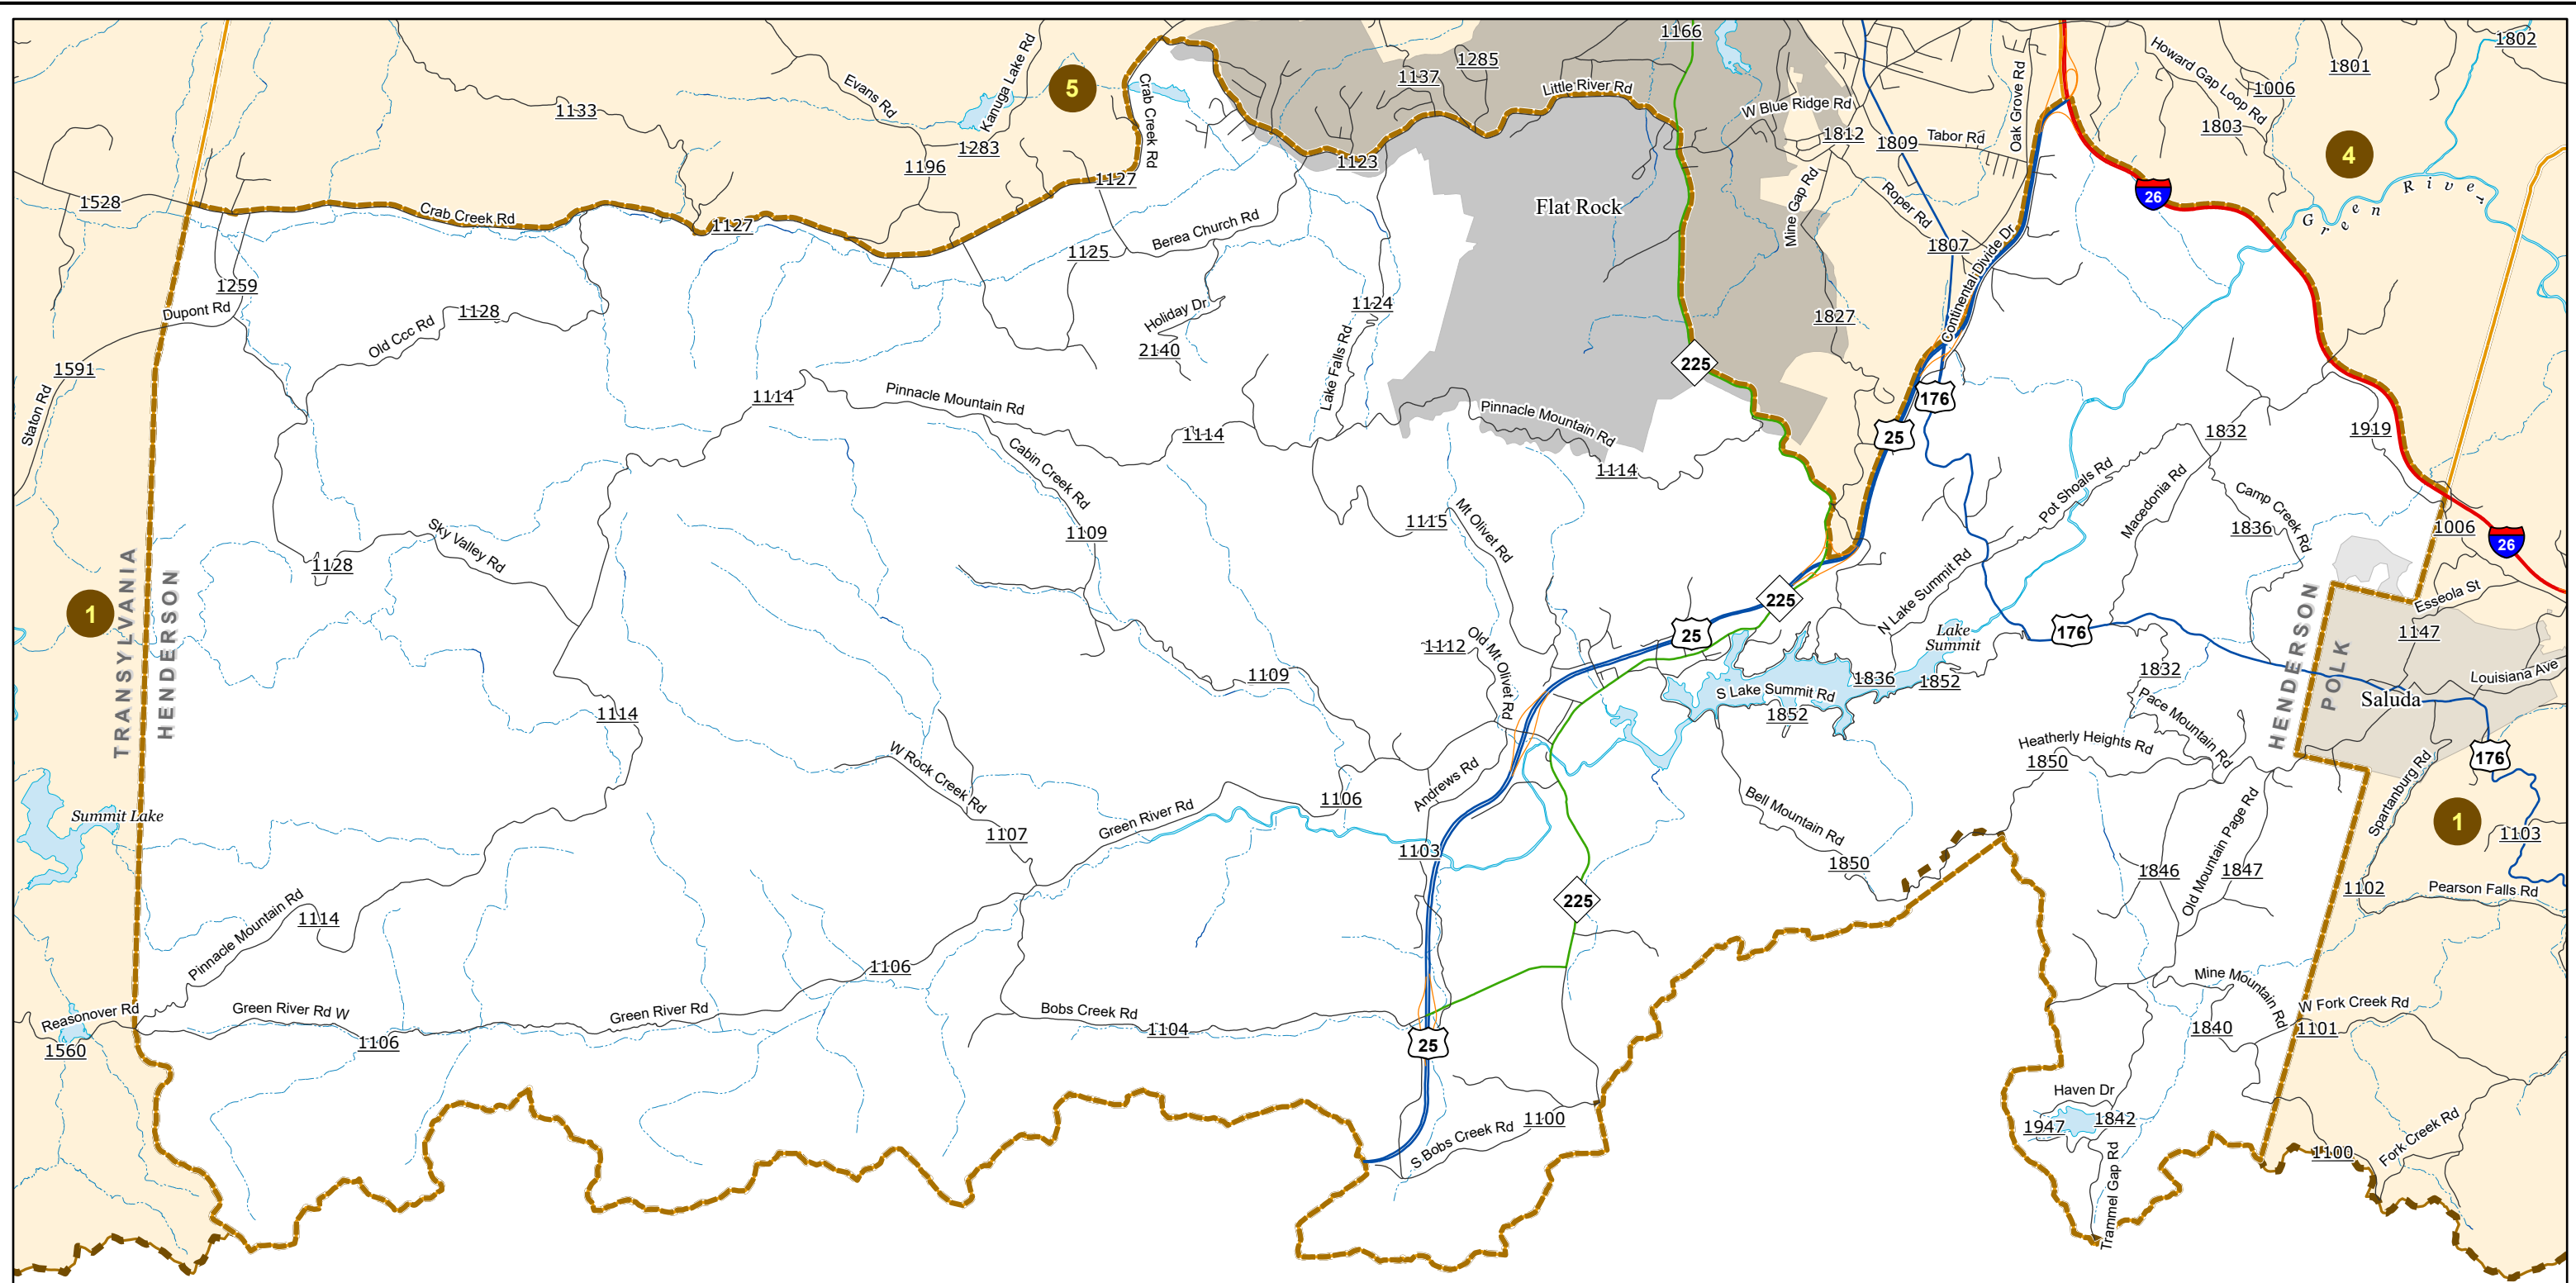 1166
1802
Howard Gap Loop Rd
1801
1006
Kanuga Lake Rd
5
1285
1137
Little River Rd
Evans Rd
1133
Crab Creek Rd
W Blue Ridge Rd
Oak Grove Rd
1803
1812
1809
Tabor Rd
4
1283
1196
1123
1127
26
Green River
1528
Crab Creek Rd
1127
Flat Rock
Mine Gap Rd
Roper Rd
1807
Continental Divide Dr
Berea Church Rd
1125
1259
Dupont Rd
1128
Old Ccc Rd
Holiday Dr
2140
1124
Lake Falls Rd
1827
225
1591
Staton Rd
1114
Pinnacle Mountain Rd
1114
Pinnacle Mountain Rd
1114
176
25
1832
1919
Cabin Creek Rd
Pot Shoals Rd
Macedonia Rd
Camp Creek Rd
1836
1006
26
1109
1115
Mt Olivet Rd
1128
Sky Valley Rd
TRANSYLVANIA
HENDERSON
1
N Lake Summit Rd
225
25
Lake
Summit
176
Esseola St
1147
HENDERSON
POLK
1112
Old Mt Olivet Rd
1109
1836
1852
S Lake Summit Rd
1852
1832
Louisiana Ave
Saluda
Pace Mountain Rd
1114
Heatherly Heights Rd
1850
176
W Rock Creek Rd
1107
Green River Rd
1106
Andrews Rd
1103
Bell Mountain Rd
1850
Summit Lake
Spartanburg Rd
1
1103
Old Mountain Page Rd
1846
1847
1102
Pearson Falls Rd
225
Pinnacle Mountain Rd
1114
1106
Mine Mountain Rd
W Fork Creek Rd
1101
1840
Reasonover Rd
1560
Green River Rd W
1106
Green River Rd
Bobs Creek Rd
1104
25
Haven Dr
1947
1842
1100
S Bobs Creek Rd
Trammel Gap Rd
1100
Fork Creek Rd